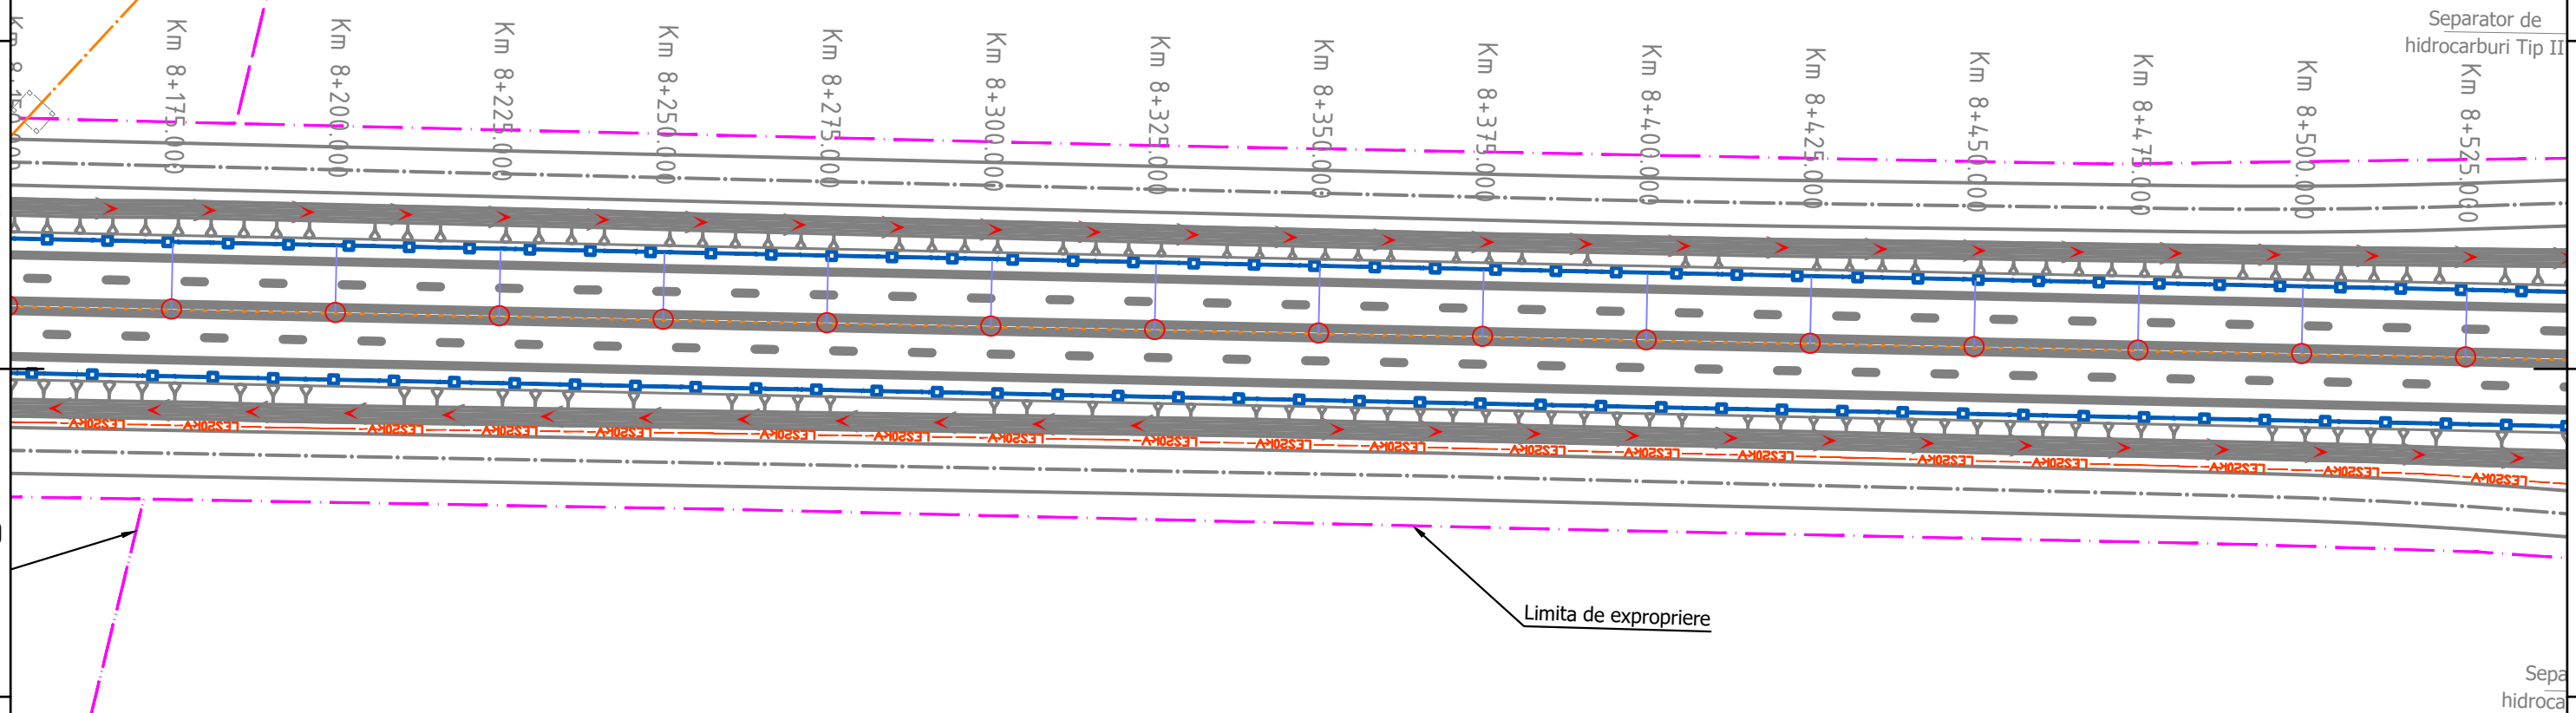 Separator de
hidrocarburi Tip II
Km 8+175.000
Km 8+200.000
Km 8+225.000
Km 8+250.000
Km 8+275.000
Km 8+300.000
Km 8+325.000
Km 8+350.000
Km 8+375.000
Km 8+400.000
Km 8+425.000
Km 8+450.000
Km 8+475.000
Km 8+500.000
Km 8+525.000
Limita de expropriere
Sepa
hidroca